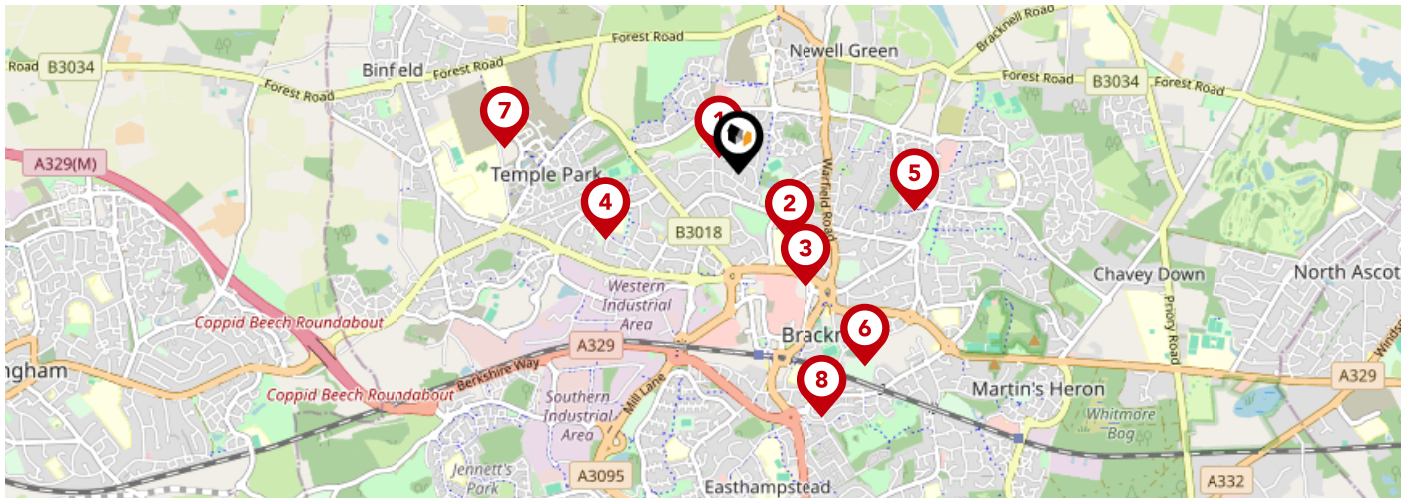 Forest Road
Newell Green
Bracknell Road
Road
B3034
Binfeld
Forest Road
Forest Road
Forest Road
B3034
Forest Road
7
1
A329(M)
Temple Park
5
Warfield Road
4
2
B3018
3
Chavey Down
North Ascot
Western
Industrial
Area
Priory Road
Coppid Beech Roundabout
6
A329
Berkshire Way
ngham
8
Martin's Heron
A329
Coppid Beech Roundabout
Mill Lane
Southern
Industrial
Area
Whitmore
Bog
Jennett's
Park
A3095
Easthampstead
A332